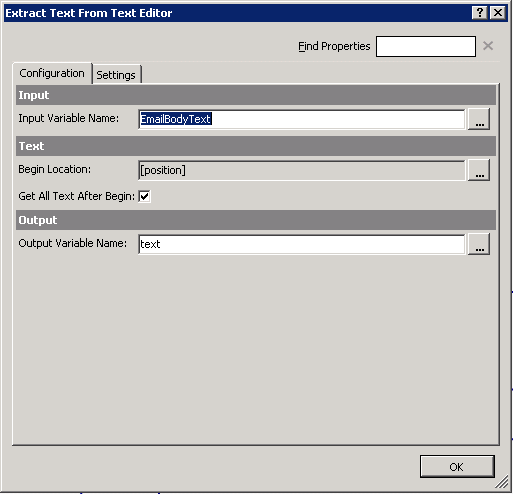 Extract Text From Text Editor
Find Properties
Configuration Settings
Input
Input Variable Name: EmailBodyText ...
Text
Begin Location: [position] ...
Get All Text After Begin:
Output
Output Variable Name: text ...
OK